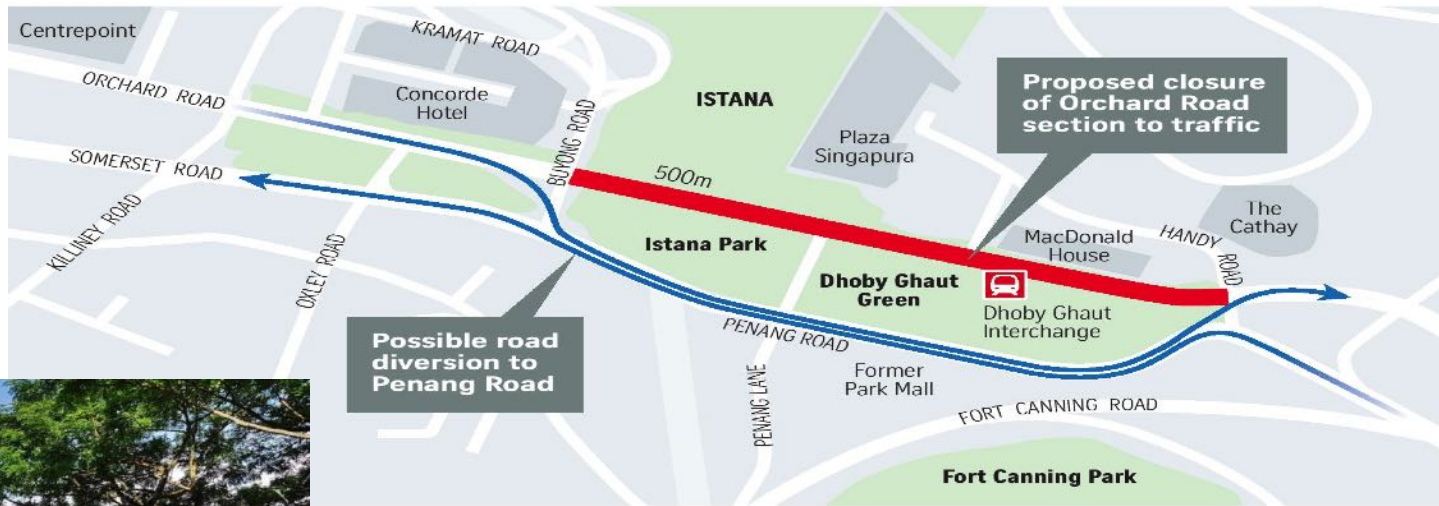 Centrepoint
KRAMAT ROAD
ORCHARD ROAD
Concorde
Hotel
BUYONG ROAD
ISTANA
Plaza
Singapura
Proposed closure
of Orchard Road
section to traffic
SOMERSET ROAD
500m
The
Cathay
HANDY ROAD
MacDonald
House
KILLINEY ROAD
OXLEY ROAD
Istana Park
Dhoby Ghaut
Green
Dhoby Ghaut
Interchange
Possible road
diversion to
Penang Road
PENANG ROAD
Former
Park Mall
PENANG LANE
FORT CANNING ROAD
Fort Canning Park